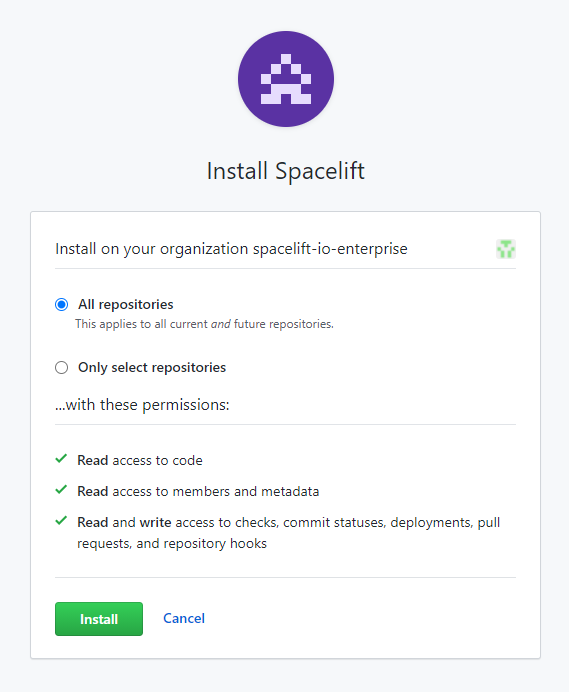 Install Spacelift
Install on your organization spacelift-io-enterprise
All repositories
This applies to all current and future repositories.
Only select repositories
...with these permissions:
Read access to code
Read access to members and metadata
Read and write access to checks, commit statuses, deployments, pull
requests, and repository hooks
Install
Cancel